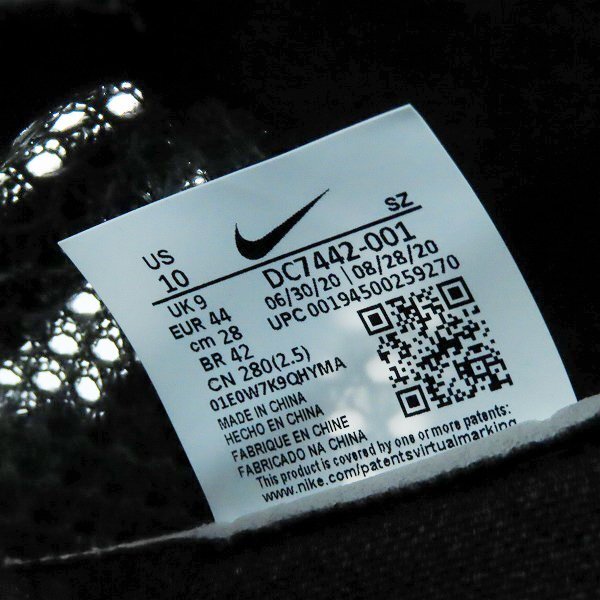 US
10
SZ
UK 9
EUR 44
cm 28
BR 42
CN 280(2.5)
DC7442-001
06/30/20 | 08/28/20
UPC 00194500259270
01E0W7K9QHYMA
MADE IN CHINA
HECHO EN CHINA
FABRIQUE EN CHINE
FABRICADO NA CHINA
This product is covered by one or more patents:
www.nike.com/patentsvirtualmarking